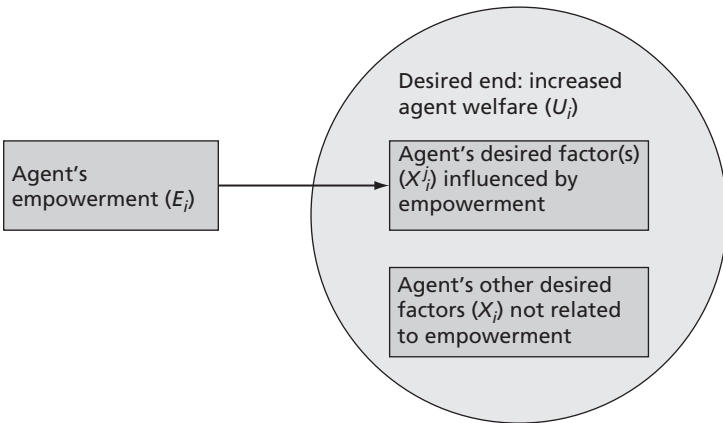 Desired end: increased
agent welfare (Ui)
Agent's
empowerment (Ei)
Agent's desired factor(s)
(Xji) influenced by
empowerment
Agent's other desired
factors (Xi) not related
to empowerment